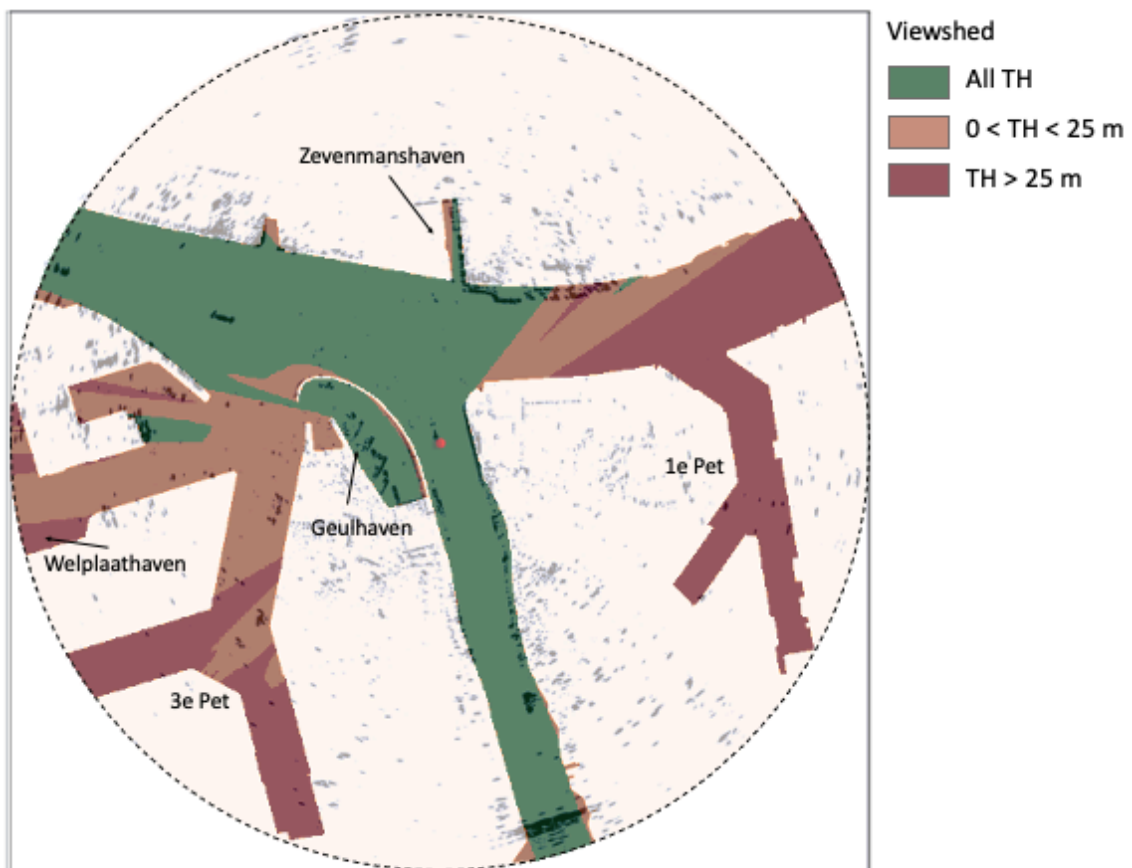 Viewshed
All TH
0 < TH < 25 m
TH > 25 m
Zevenmanshaven
1e Pet
Geulhaven
Welplaathaven
3e Pet